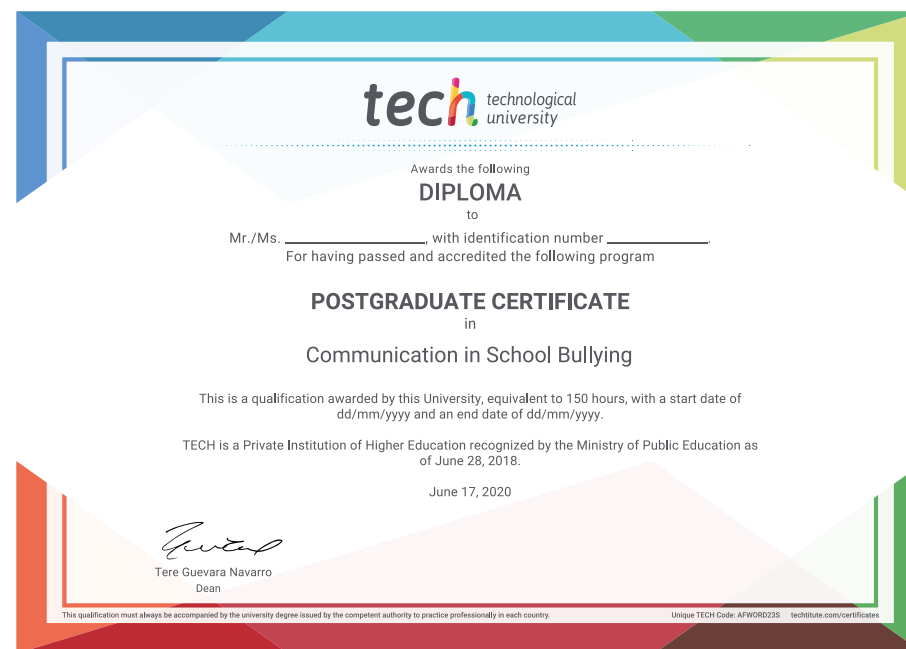 tech technological
university
Awards the following
DIPLOMA
to
Mr./Ms. ____________, with identification number ____________.
For having passed and accredited the following program
POSTGRADUATE CERTIFICATE
in
Communication in School Bullying
This is a qualification awarded by this University, equivalent to 150 hours, with a start date of
dd/mm/yyyy and an end date of dd/mm/yyyy.
TECH is a Private Institution of Higher Education recognized by the Ministry of Public Education as
of June 28, 2018.
June 17, 2020
Tere Guevara Navarro
Dean
This qualification must always be accompanied by the university degree issued by the competent authority to practice professionally in each country.
Unique TECH Code: AFWORD23S techtitute.com/certificates